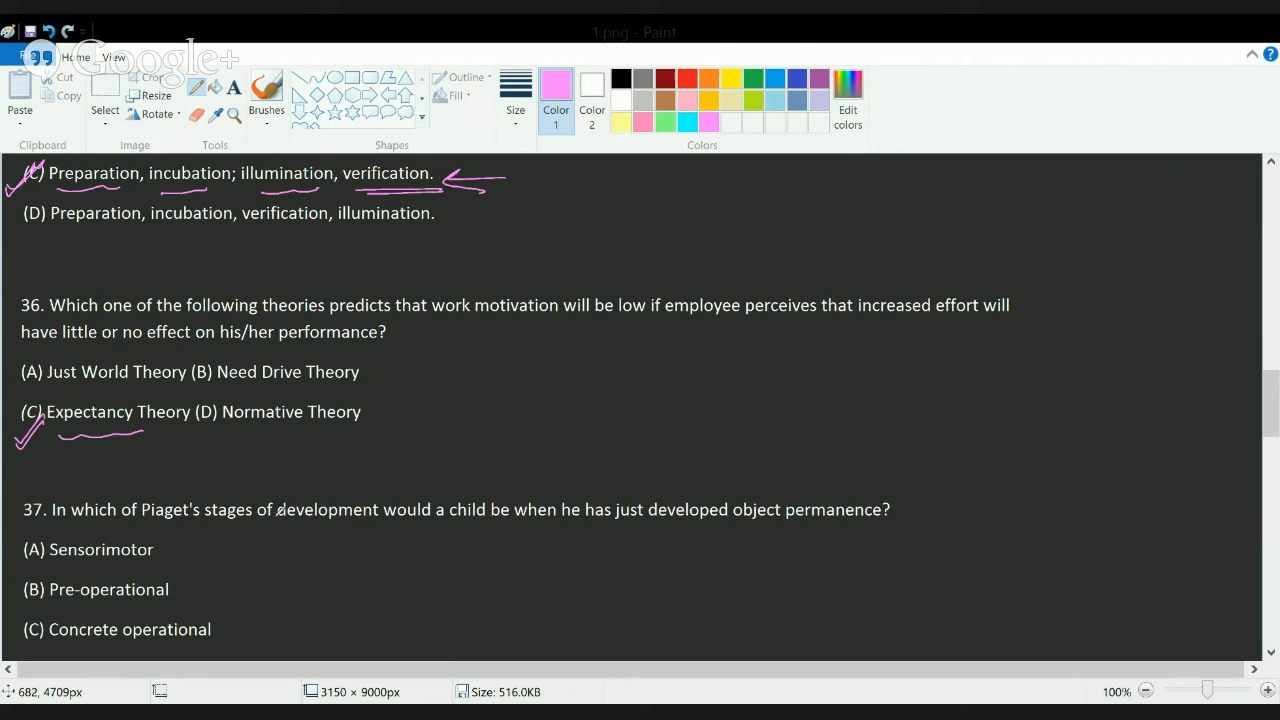 1.png - Paint
File Home View
Google+
Cut
Copy
Paste
Clipboard
Crop
Resize
Rotate
Select
Image
Tools
Brushes
Outline
Fill
Shapes
Size
Color 1
Color 2
Edit colors
Colors
(C) Preparation, incubation; illumination, verification.
(D) Preparation, incubation, verification, illumination.
36. Which one of the following theories predicts that work motivation will be low if employee perceives that increased effort will
have little or no effect on his/her performance?
(A) Just World Theory (B) Need Drive Theory
(C) Expectancy Theory (D) Normative Theory
37. In which of Piaget's stages of development would a child be when he has just developed object permanence?
(A) Sensorimotor
(B) Pre-operational
(C) Concrete operational
682, 4709px 3150 × 9000px Size: 516.0KB 100%